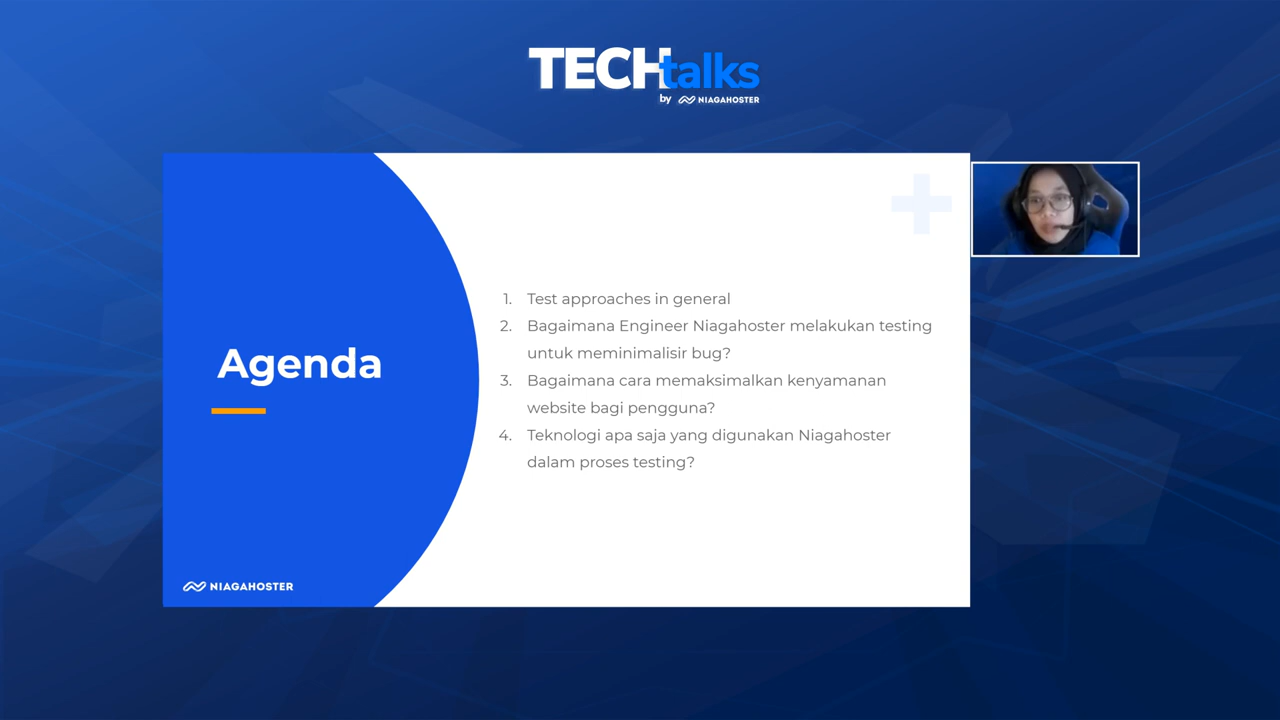 TECHtalks
by NIAGAHOSTER
Agenda
1. Test approaches in general
2. Bagaimana Engineer Niagahoster melakukan testing
untuk meminimalisir bug?
3. Bagaimana cara memaksimalkan kenyamanan
website bagi pengguna?
4. Teknologi apa saja yang digunakan Niagahoster
dalam proses testing?
NIAGAHOSTER